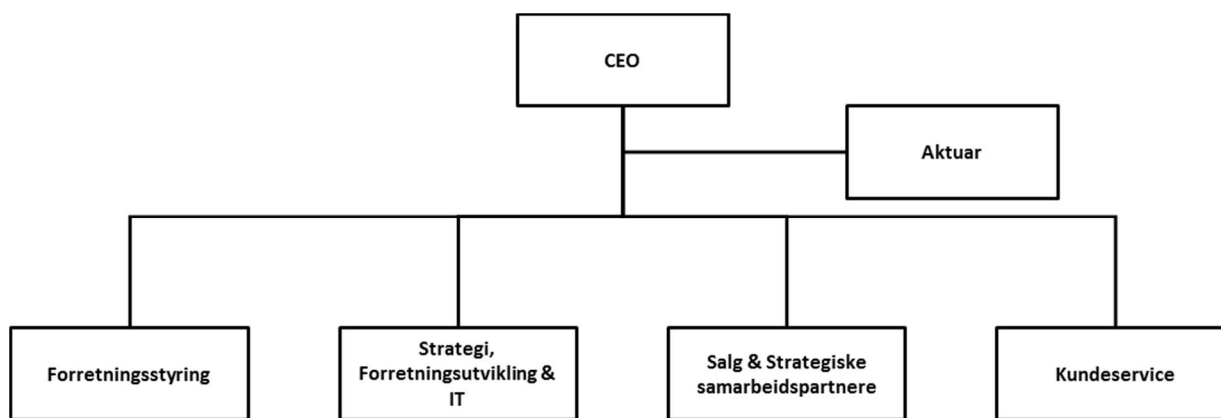 CEO
Aktuar
Forretningsstyring
Strategi,
Forretningsutvikling &
IT
Salg & Strategiske
samarbeidspartnere
Kundeservice